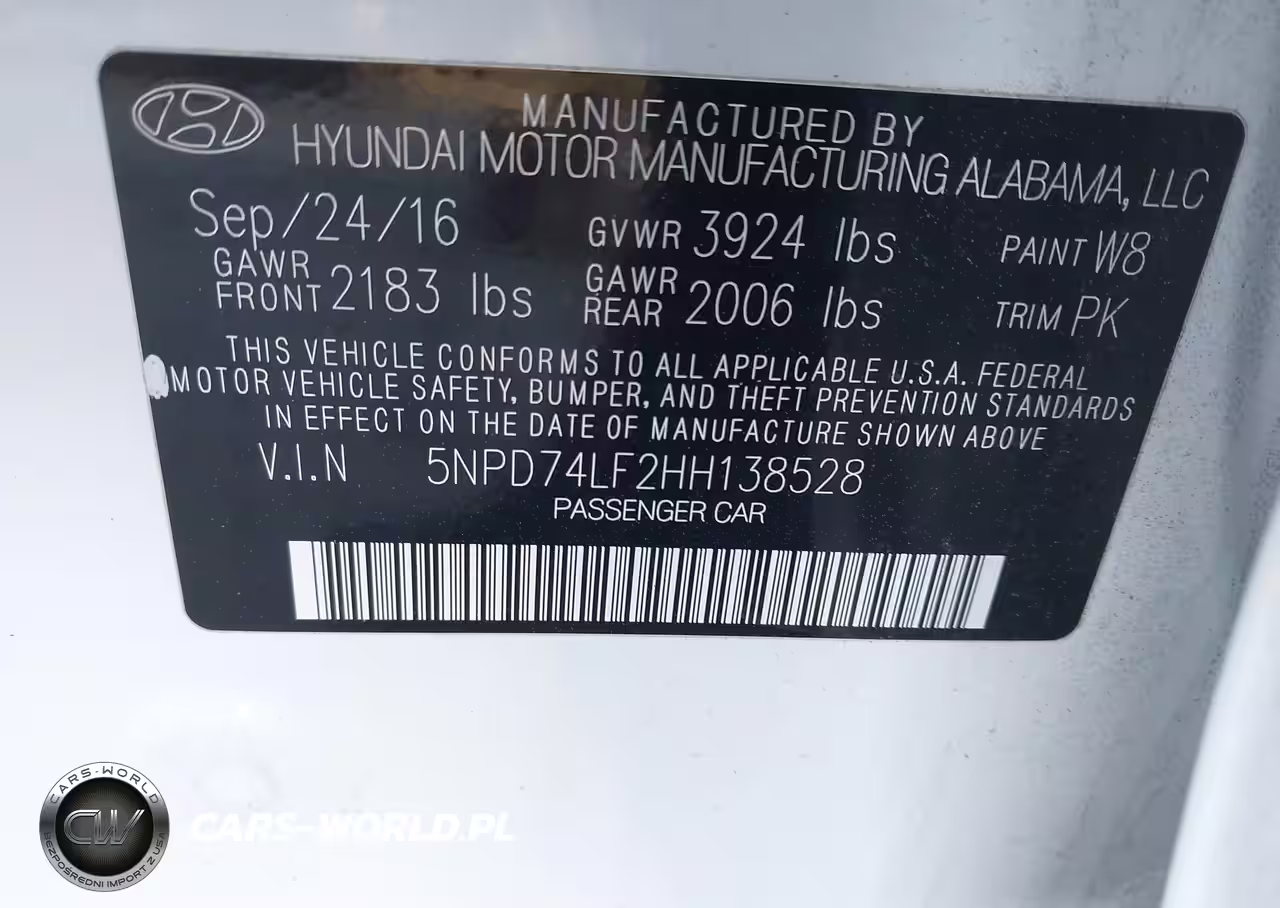 MANUFACTURED BY
HYUNDAI MOTOR MANUFACTURING ALABAMA, LLC
Sep/24/16 GVWR 3924 lbs PAINT W8
GAWR FRONT 2183 lbs GAWR REAR 2006 lbs TRIM PK
THIS VEHICLE CONFORMS TO ALL APPLICABLE U.S.A. FEDERAL
MOTOR VEHICLE SAFETY, BUMPER, AND THEFT PREVENTION STANDARDS
IN EFFECT ON THE DATE OF MANUFACTURE SHOWN ABOVE
V.I.N 5NPD74LF2HH138528
PASSENGER CAR
CARS-WORLD
CW
BEZPOŚREDNI IMPORT Z USA
CARS-WORLD.PL